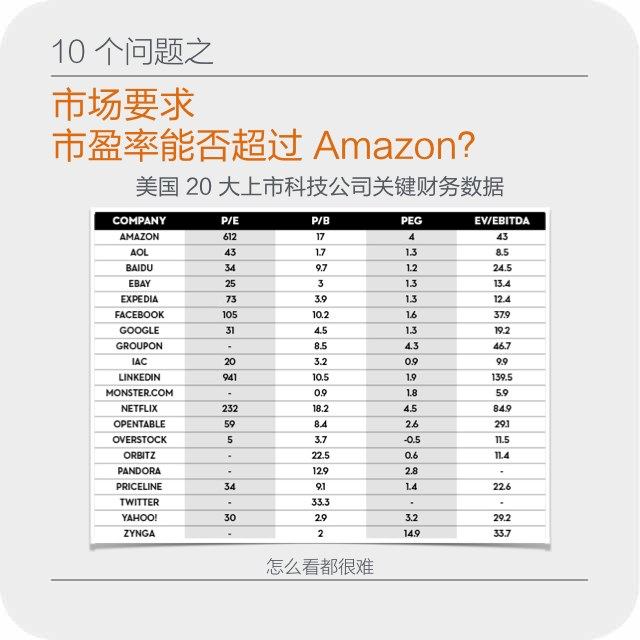 10 个问题之
市场要求
市盈率能否超过 Amazon?
美国 20 大上市科技公司关键财务数据
COMPANY P/E P/B PEG EV/EBITDA
AMAZON 612 17 4 43
AOL 43 1.7 1.3 8.5
BAIDU 34 9.7 1.2 24.5
EBAY 25 3 1.3 13.4
EXPEDIA 73 3.9 1.3 12.4
FACEBOOK 105 10.2 1.6 37.9
GOOGLE 31 4.5 1.3 19.2
GROUPON - 8.5 4.3 46.7
IAC 20 3.2 0.9 9.9
LINKEDIN 941 10.5 1.9 139.5
MONSTER.COM - 0.9 1.8 5.9
NETFLIX 232 18.2 4.5 84.9
OPENTABLE 59 8.4 2.6 29.1
OVERSTOCK 5 3.7 -0.5 11.5
ORBITZ - 22.5 0.6 11.4
PANDORA - 12.9 2.8 -
PRICELINE 34 9.1 1.4 22.6
TWITTER - 33.3 - -
YAHOO! 30 2.9 3.2 29.2
ZYNGA - 2 14.9 33.7
怎么看都很难